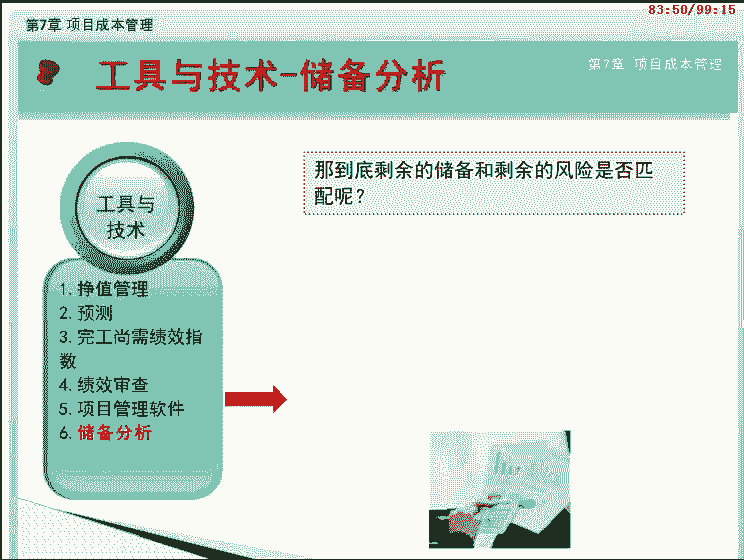 83:50/99:15
第7章 项目成本管理
工具与技术-储备分析
第7章 项目成本管理
那到底剩余的储备和剩余的风险是否匹
配呢？
工具与
技术
1.挣值管理
2.预测
3.完工尚需绩效指
数
4.绩效审查
5.项目管理软件
6.储备分析